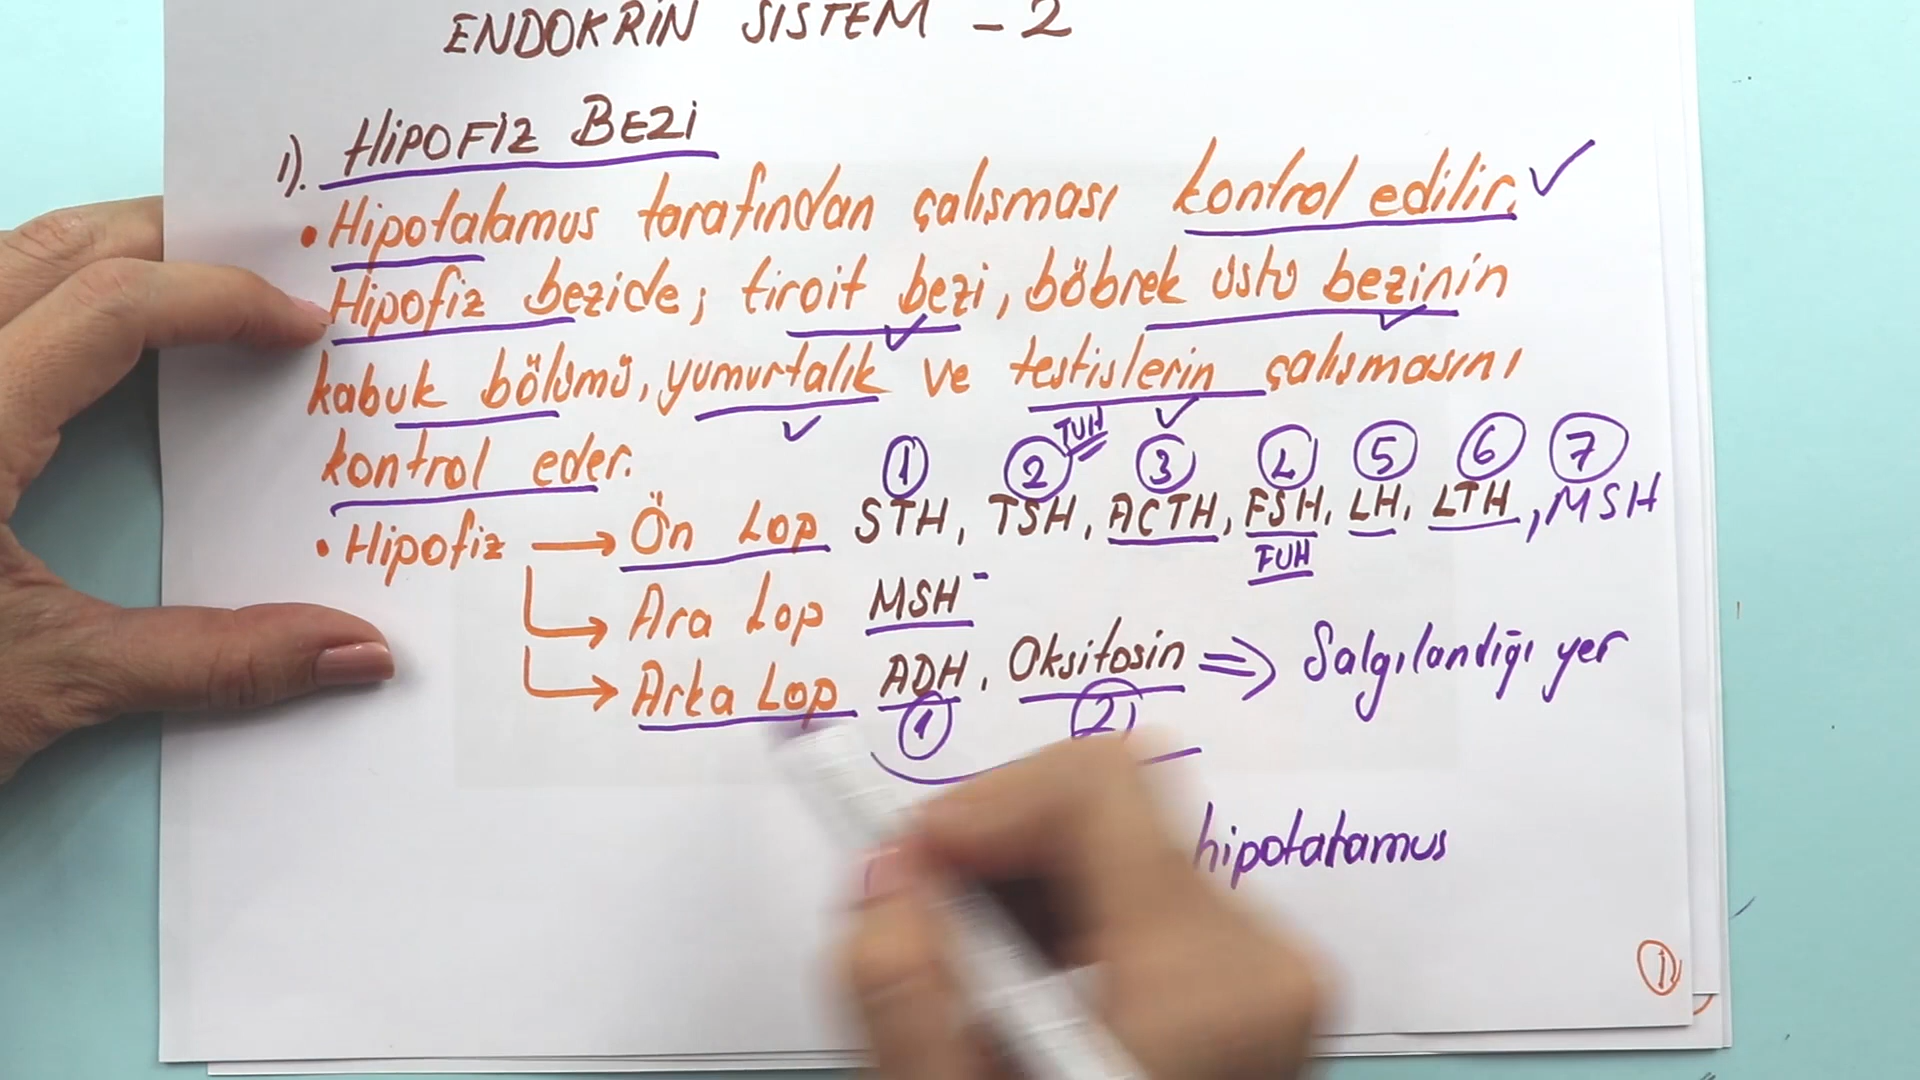 ENDOKRİN SİSTEM - 2
1). HİPOFİZ BEZİ
• Hipotalamus tarafından çalışması kontrol edilir. ✓
Hipofiz bezide; tiroit bezi, böbrek üstü bezinin
kabuk bölümü, yumurtalık ve testislerin çalışmasını
kontrol eder.
TUH
1 2 3 4 5 6 7
• Hipofiz → Ön Lop STH, TSH, ACTH, FSH, LH, LTH, MSH
FUH
→ Ara Lop MSH -
→ Arka Lop ADH, Oksitosin ⇒ Salgılandığı yer
1 2
hipotalamus
1